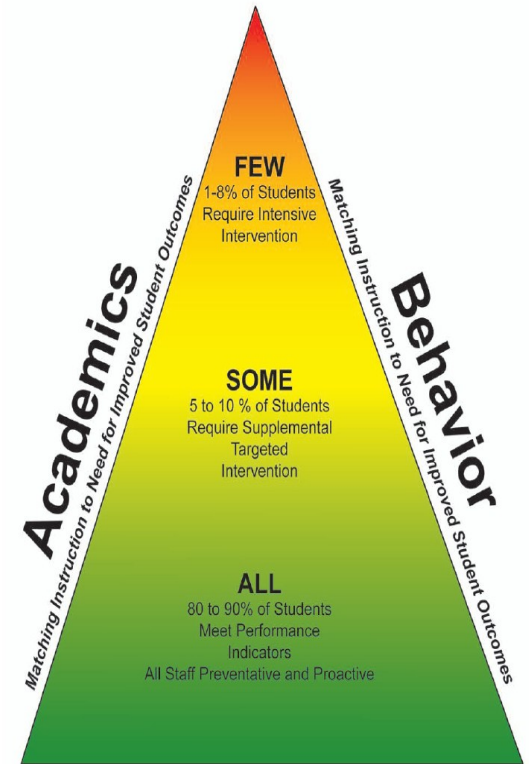 Academics
Matching Instruction to Need for Improved Student Outcomes
FEW
1-8% of Students
Require Intensive
Intervention
SOME
5 to 10 % of Students
Require Supplemental
Targeted
Intervention
ALL
80 to 90% of Students
Meet Performance
Indicators
All Staff Preventative and Proactive
Behavior
Matching Instruction to Need for Improved Student Outcomes